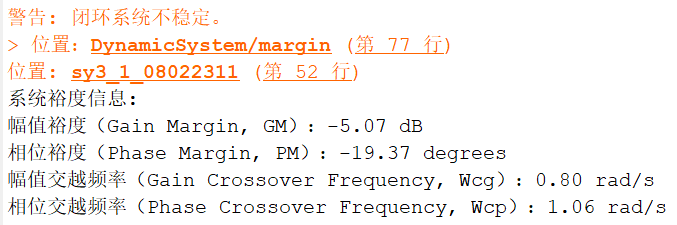 警告: 闭环系统不稳定。
> 位置: DynamicSystem/margin (第 77 行)
位置: sy3_1_08022311 (第 52 行)
系统裕度信息:
幅值裕度（Gain Margin, GM）: -5.07 dB
相位裕度（Phase Margin, PM）: -19.37 degrees
幅值交越频率（Gain Crossover Frequency, Wcg）: 0.80 rad/s
相位交越频率（Phase Crossover Frequency, Wcp）: 1.06 rad/s